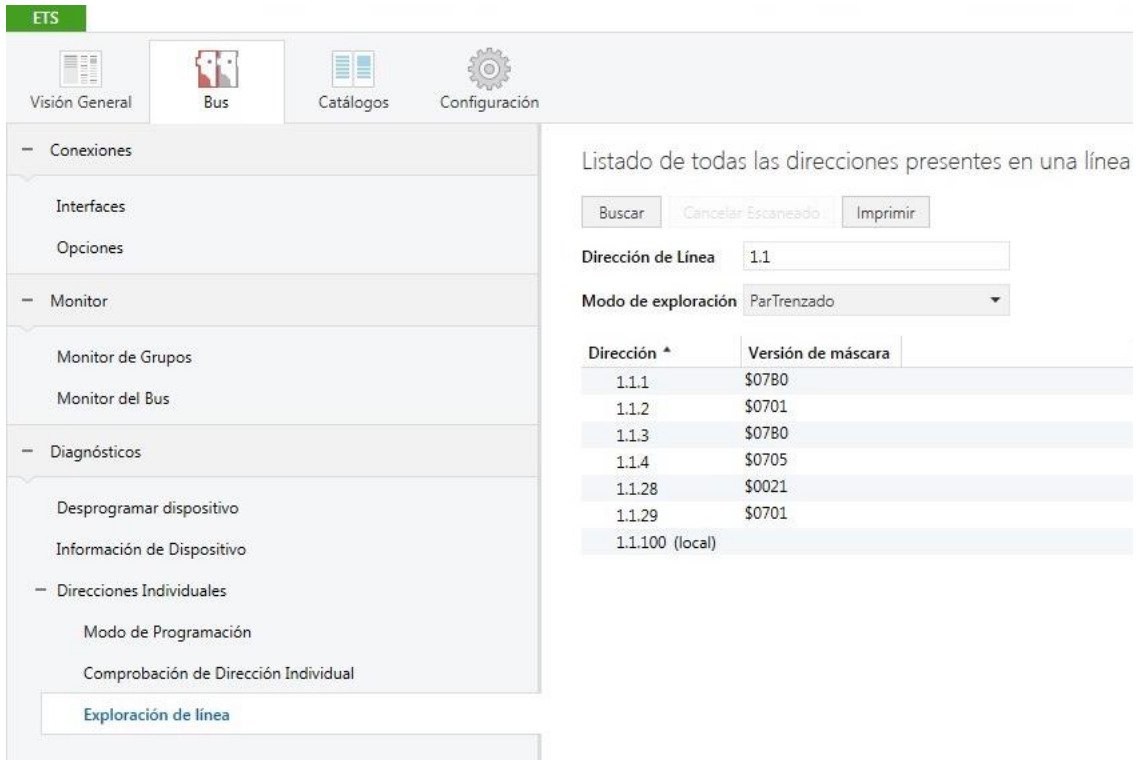 ETS
Visión General
Bus
Catálogos
Configuración
Conexiones
Interfaces
Opciones
Monitor
Monitor de Grupos
Monitor del Bus
Diagnósticos
Desprogramar dispositivo
Información de Dispositivo
Direcciones Individuales
Modo de Programación
Comprobación de Dirección Individual
Exploración de línea
Listado de todas las direcciones presentes en una línea
Buscar Cancelar Escaneado Imprimir
Dirección de Línea 1.1
Modo de exploración ParTrenzado
Dirección Versión de máscara
1.1.1 $07B0
1.1.2 $0701
1.1.3 $07B0
1.1.4 $0705
1.1.28 $0021
1.1.29 $0701
1.1.100 (local)